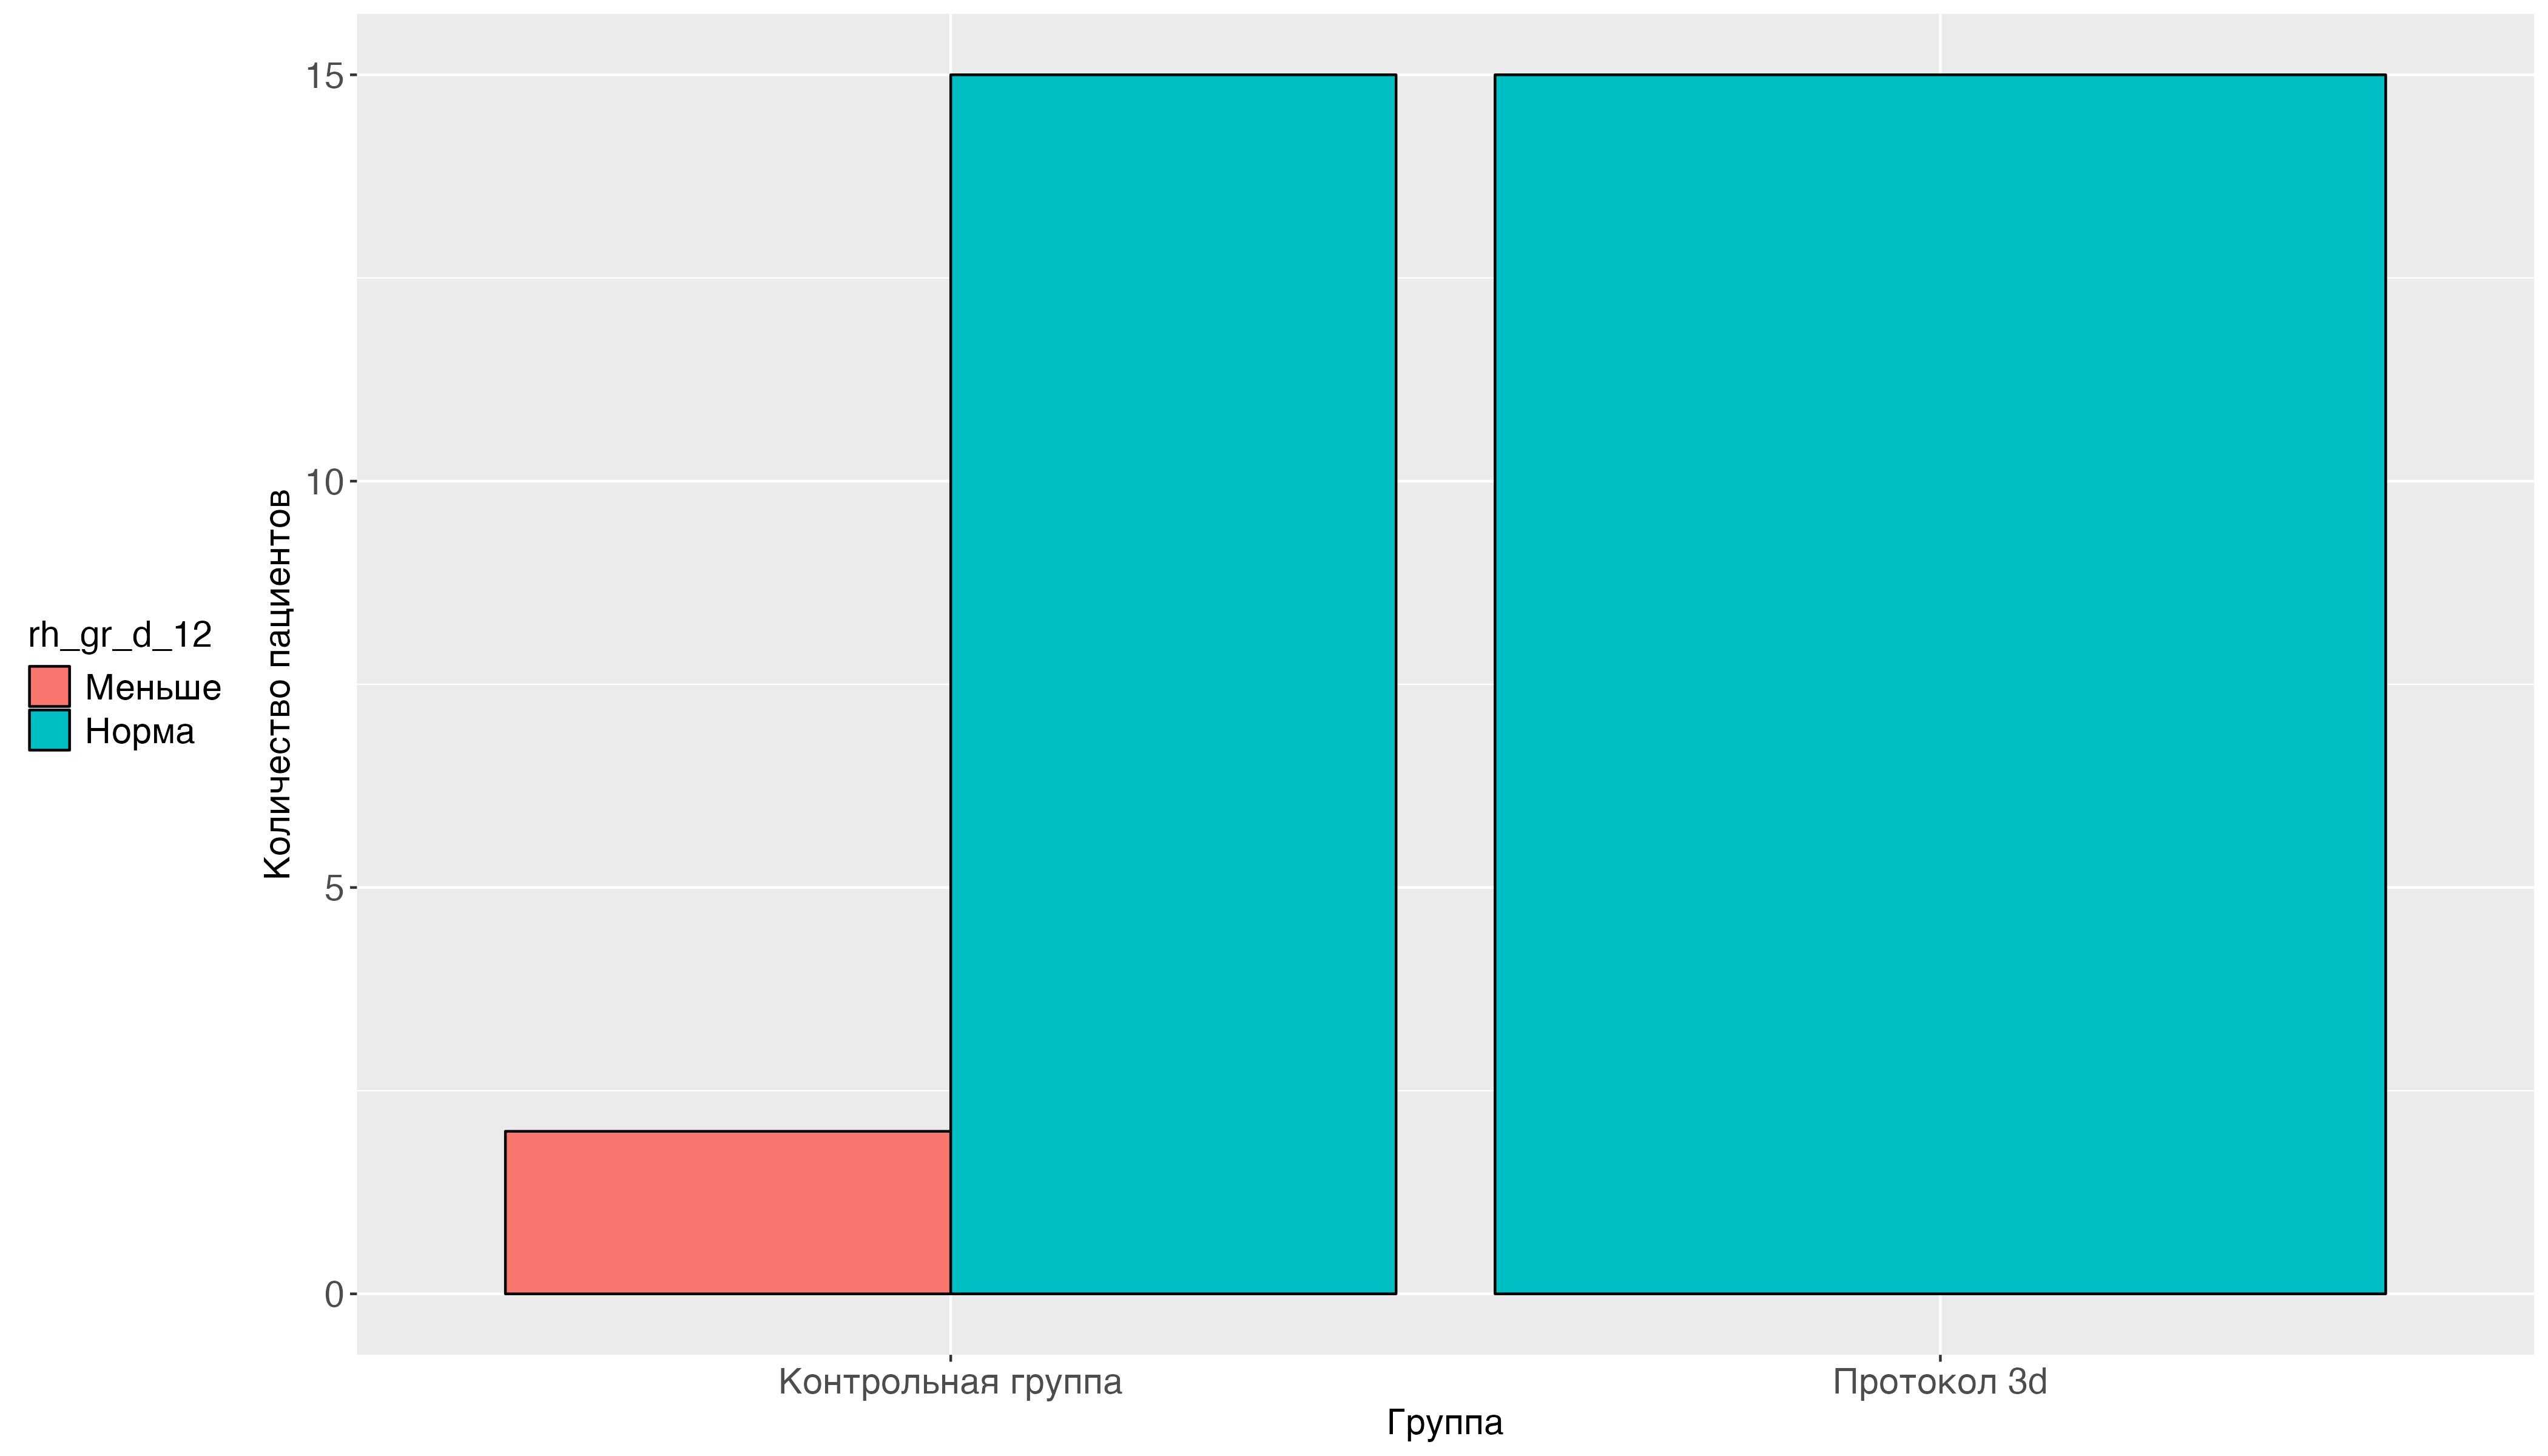 rh_gr_d_12
Меньше
Норма
Количество пациентов
15
10
5
0
Контрольная группа
Протокол 3d
Группа